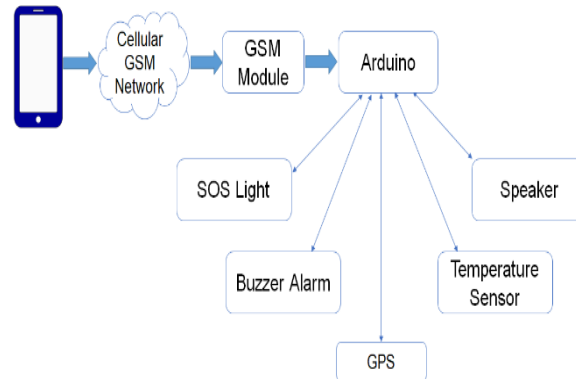 Cellular
GSM
Network
GSM
Module
Arduino
SOS Light
Speaker
Buzzer Alarm
Temperature
Sensor
GPS